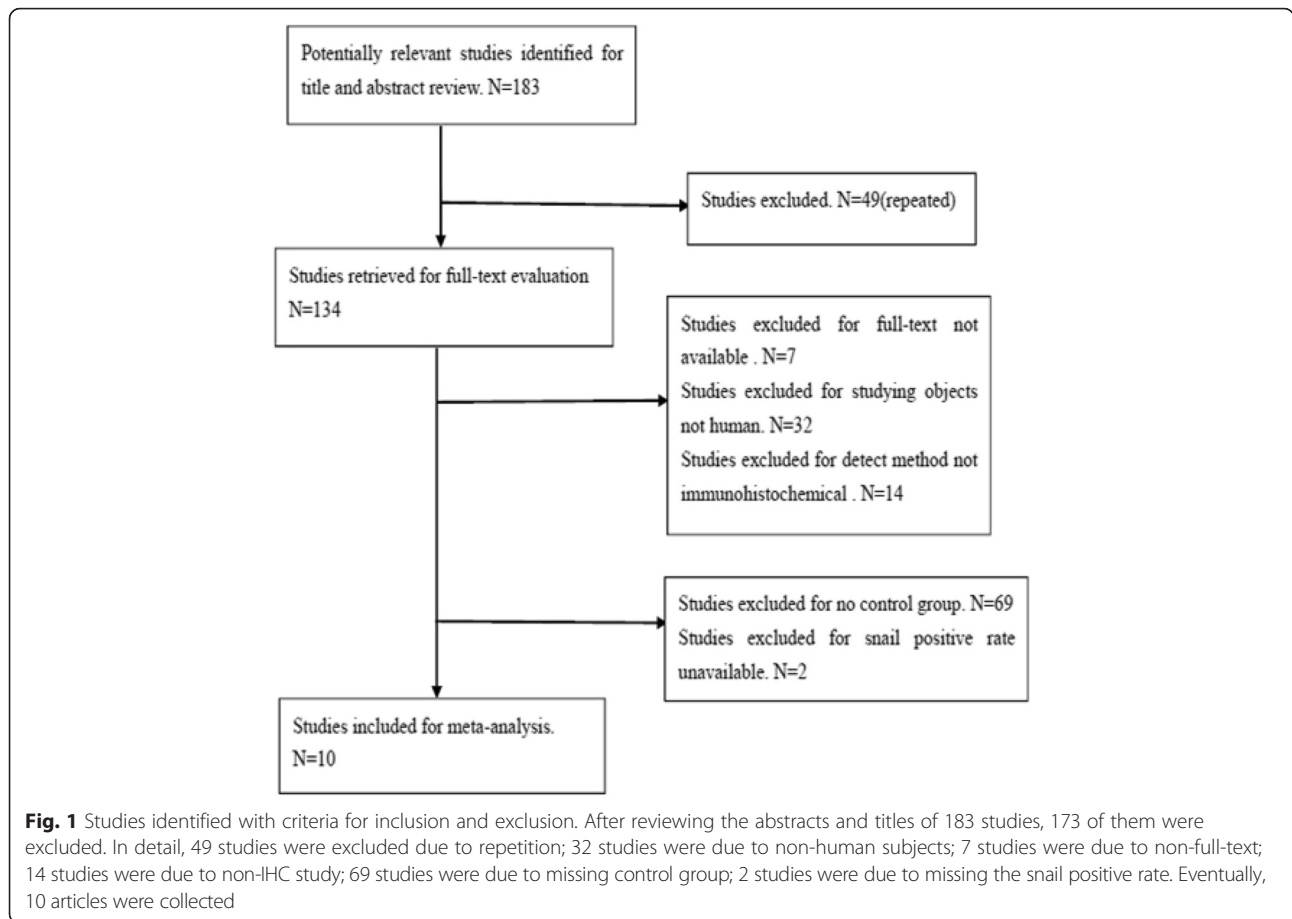 Potentially relevant studies identified for
title and abstract review. N=183
Studies excluded. N=49(repeated)
Studies retrieved for full-text evaluation
N=134
Studies excluded for full-text not
available . N=7
Studies excluded for studying objects
not human. N=32
Studies excluded for detect method not
immunohistochemical . N=14
Studies excluded for no control group. N=69
Studies excluded for snail positive rate
unavailable. N=2
Studies included for meta-analysis.
N=10
Fig. 1 Studies identified with criteria for inclusion and exclusion. After reviewing the abstracts and titles of 183 studies, 173 of them were
excluded. In detail, 49 studies were excluded due to repetition; 32 studies were due to non-human subjects; 7 studies were due to non-full-text;
14 studies were due to non-IHC study; 69 studies were due to missing control group; 2 studies were due to missing the snail positive rate. Eventually,
10 articles were collected